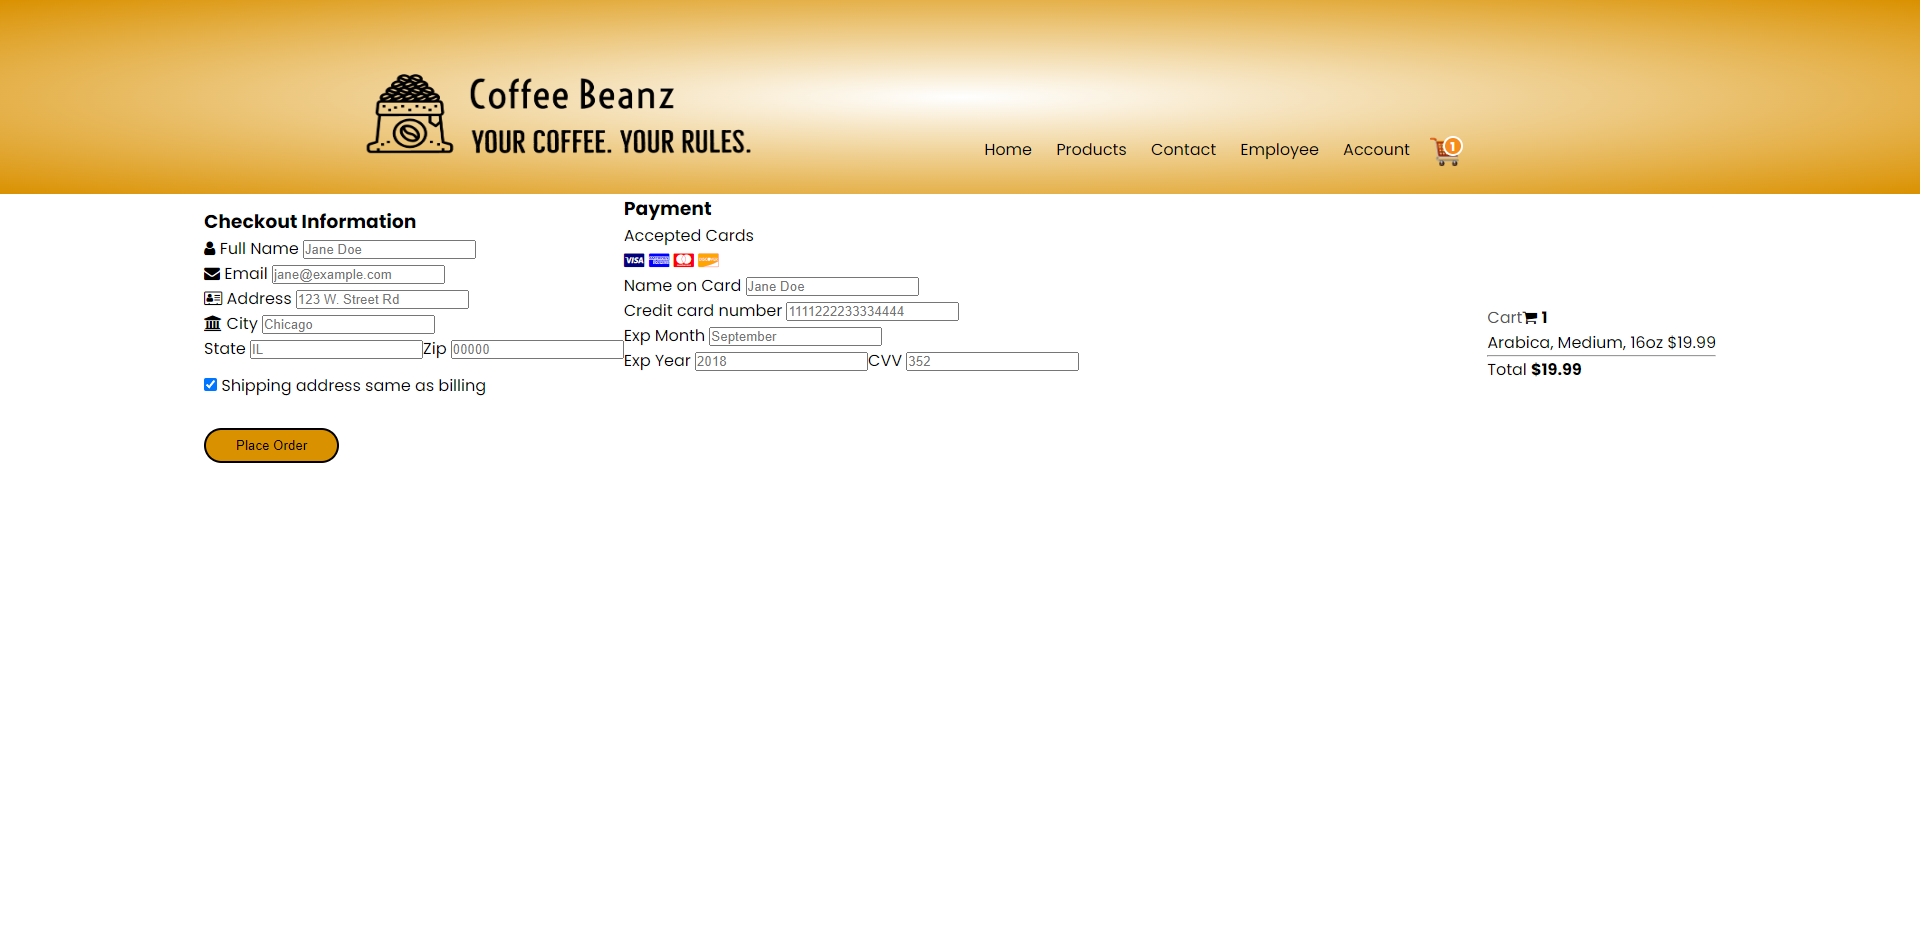 Coffee Beanz
YOUR COFFEE. YOUR RULES.
Home Products Contact Employee Account 1
Checkout Information
Full Name Jane Doe
Email jane@example.com
Address 123 W. Street Rd
City Chicago
State IL Zip 00000
Shipping address same as billing
Place Order
Payment
Accepted Cards
VISA
Name on Card Jane Doe
Credit card number 1111222233334444
Exp Month September
Exp Year 2018 CVV 352
Cart 1
Arabica, Medium, 16oz $19.99
Total $19.99